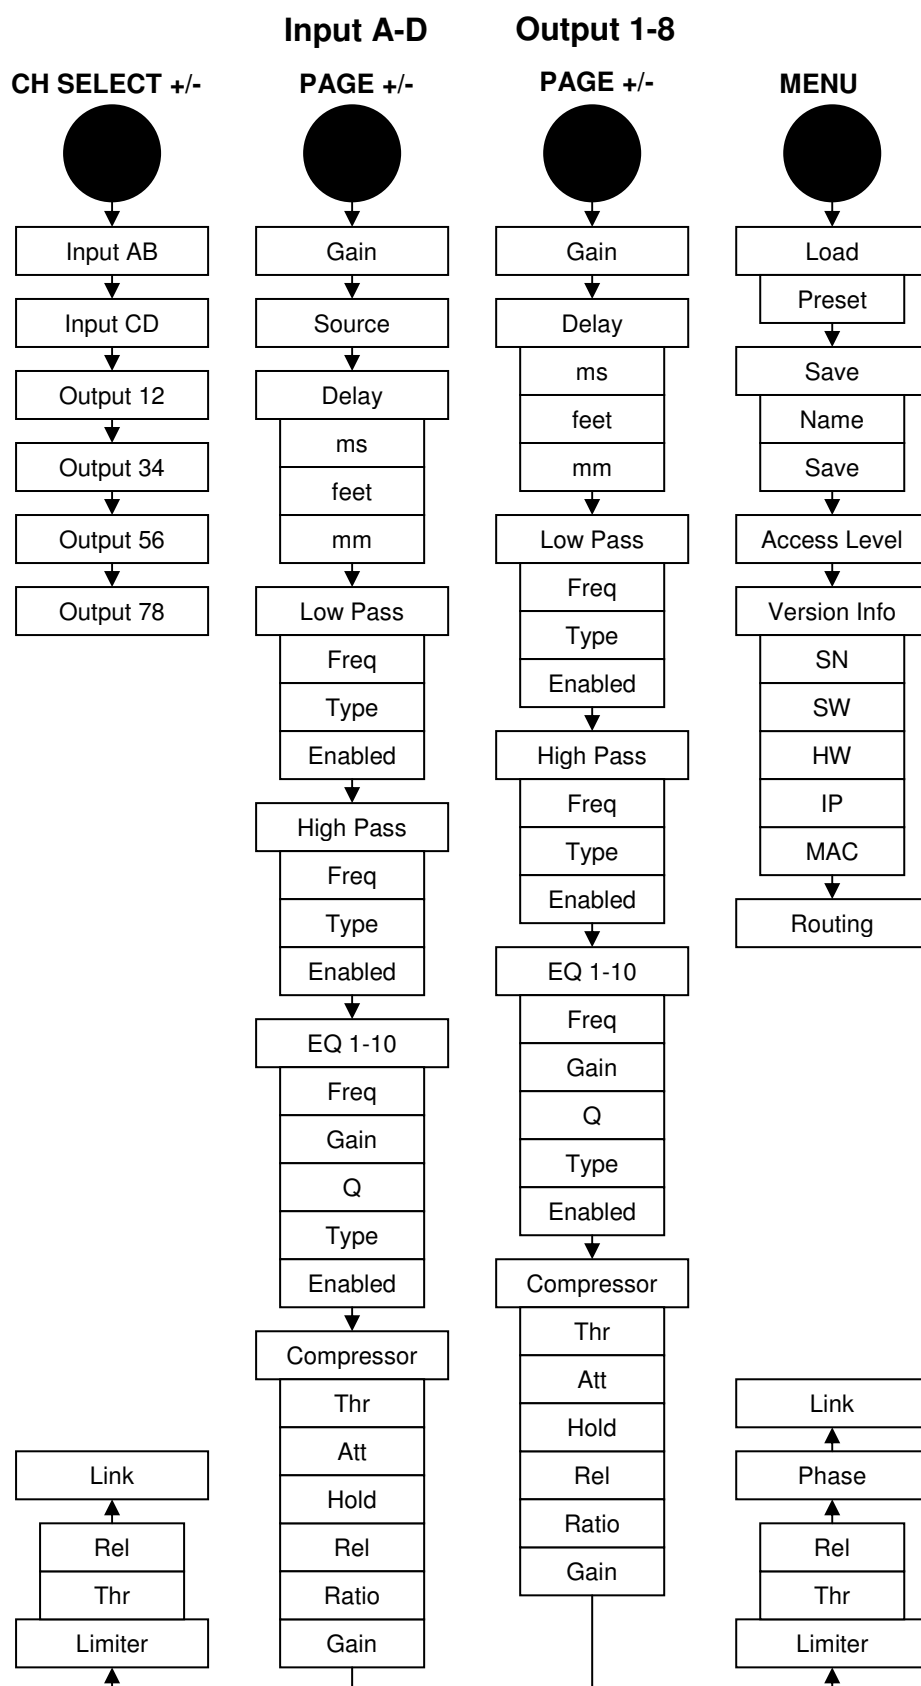 Input A-D
Output 1-8
CH SELECT +/-
PAGE +/-
PAGE +/-
MENU
Input AB
Input CD
Output 12
Output 34
Output 56
Output 78
Gain
Source
Delay
ms
feet
mm
Low Pass
Freq
Type
Enabled
High Pass
Freq
Type
Enabled
EQ 1-10
Freq
Gain
Q
Type
Enabled
Compressor
Thr
Att
Hold
Rel
Ratio
Gain
Link
Rel
Thr
Limiter
Gain
Delay
ms
feet
mm
Low Pass
Freq
Type
Enabled
High Pass
Freq
Type
Enabled
EQ 1-10
Freq
Gain
Q
Type
Enabled
Compressor
Thr
Att
Hold
Rel
Ratio
Gain
Load
Preset
Save
Name
Save
Access Level
Version Info
SN
SW
HW
IP
MAC
Routing
Link
Phase
Rel
Thr
Limiter